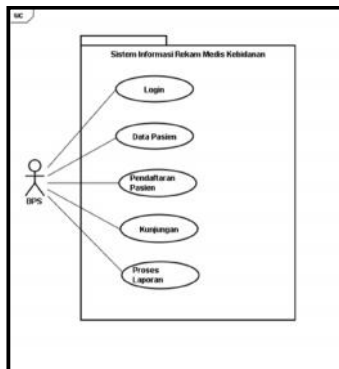 uc
Sistem Informasi Rekam Medis Kebidanan
Login
Data Pasien
Pendaftaran
Pasien
BPS
Kunjungan
Proses
Laporan